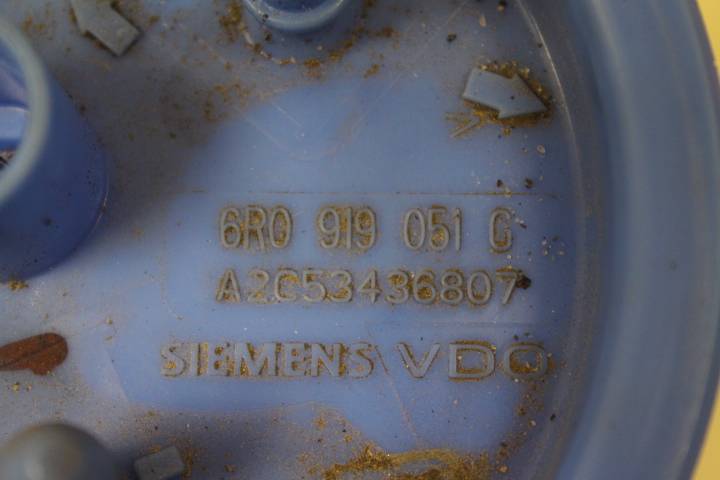 6R0 919 051 G
A2C53436807
SIEMENS VDO